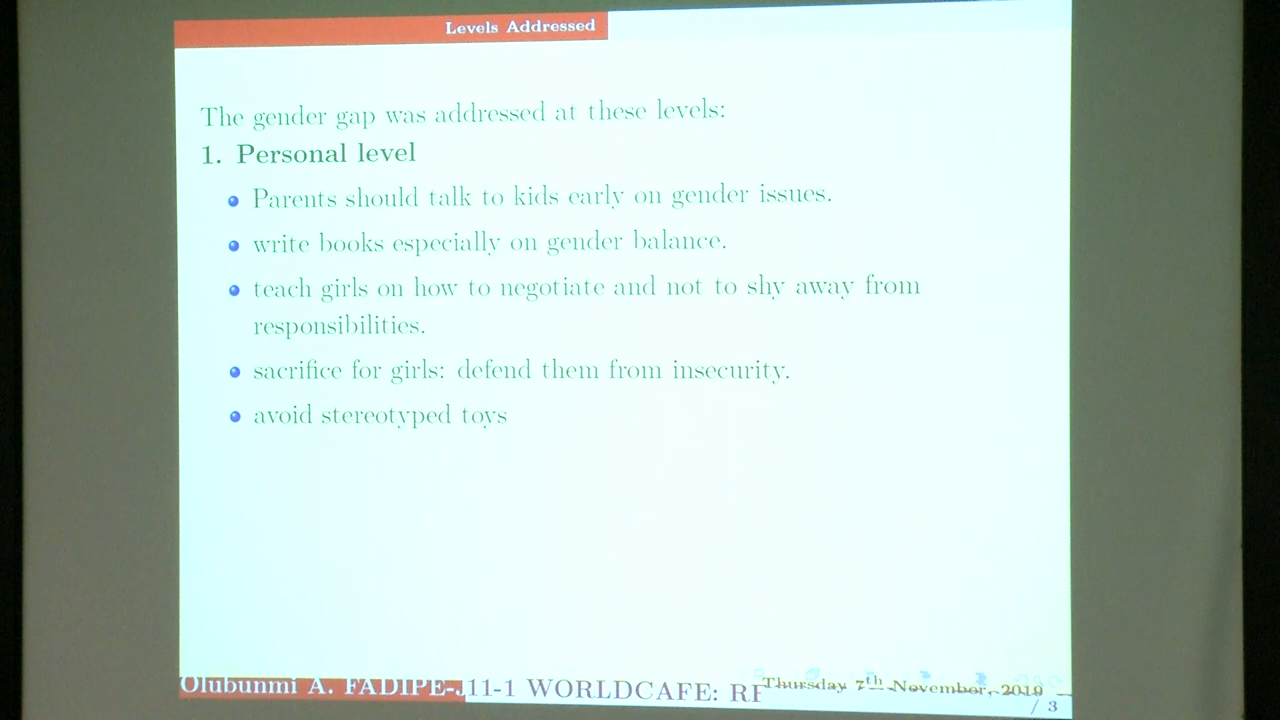 Levels Addressed
The gender gap was addressed at these levels:
1. Personal level
Parents should talk to kids early on gender issues.
write books especially on gender balance.
teach girls on how to negotiate and not to shy away from
responsibilities.
sacrifice for girls: defend them from insecurity.
avoid stereotyped toys
Olubunmi A. FADIPE-J 11-1 WORLDCAFE: RE Thursday 7th November, 2019
/ 3